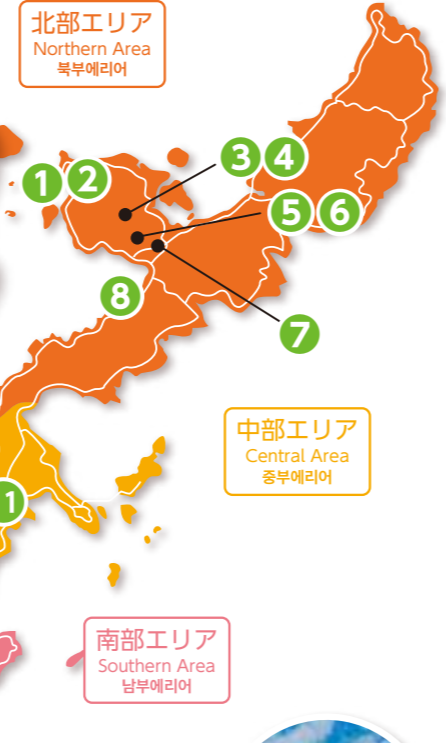 北部エリア
Northern Area
북부에리어
3 4
1 2
5 6
8
7
中部エリア
Central Area
중부에리어
1
南部エリア
Southern Area
남부에리어